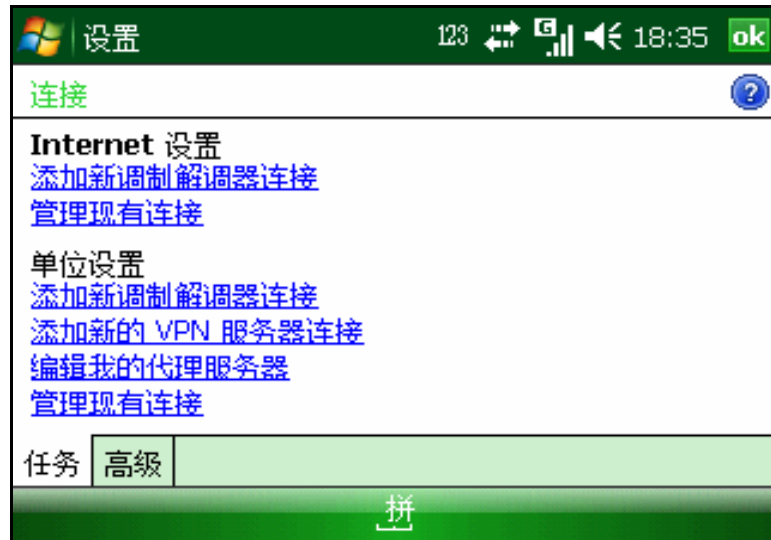 设置 123 G 18:35 ok
连接 ?
Internet 设置
添加新调制解调器连接
管理现有连接
单位设置
添加新调制解调器连接
添加新的 VPN 服务器连接
编辑我的代理服务器
管理现有连接
任务 高级
拼